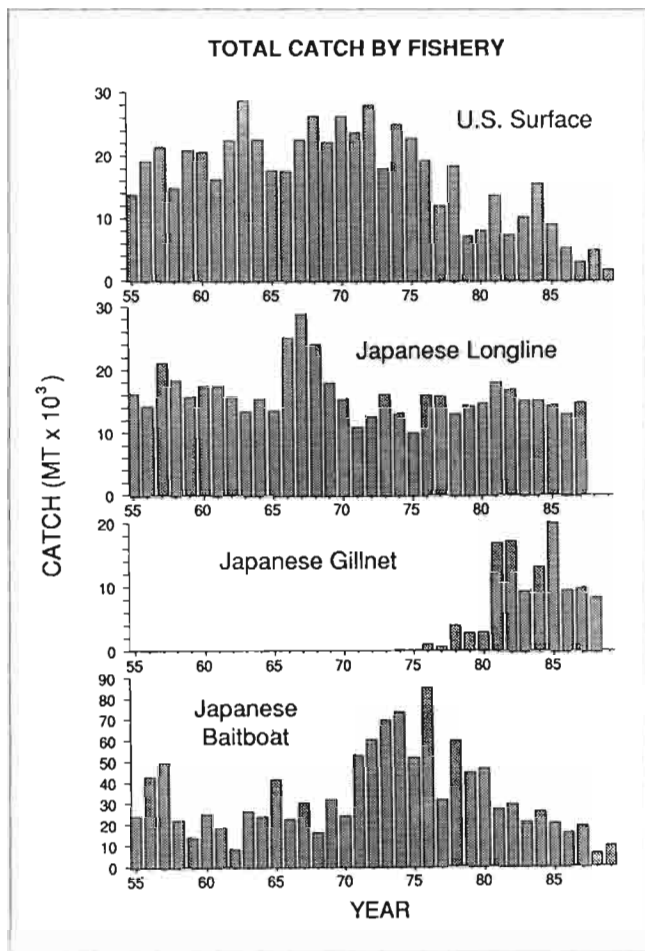 TOTAL CATCH BY FISHERY
30
20
10
0
U.S. Surface
55 60 65 70 75 80 85
30
20
10
0
Japanese Longline
55 60 65 70 75 80 85
20
10
0
Japanese Gillnet
55 60 65 70 75 80 85
90
80
70
60
50
40
30
20
10
0
Japanese
Baitboat
55 60 65 70 75 80 85
CATCH (MT x 10³)
YEAR